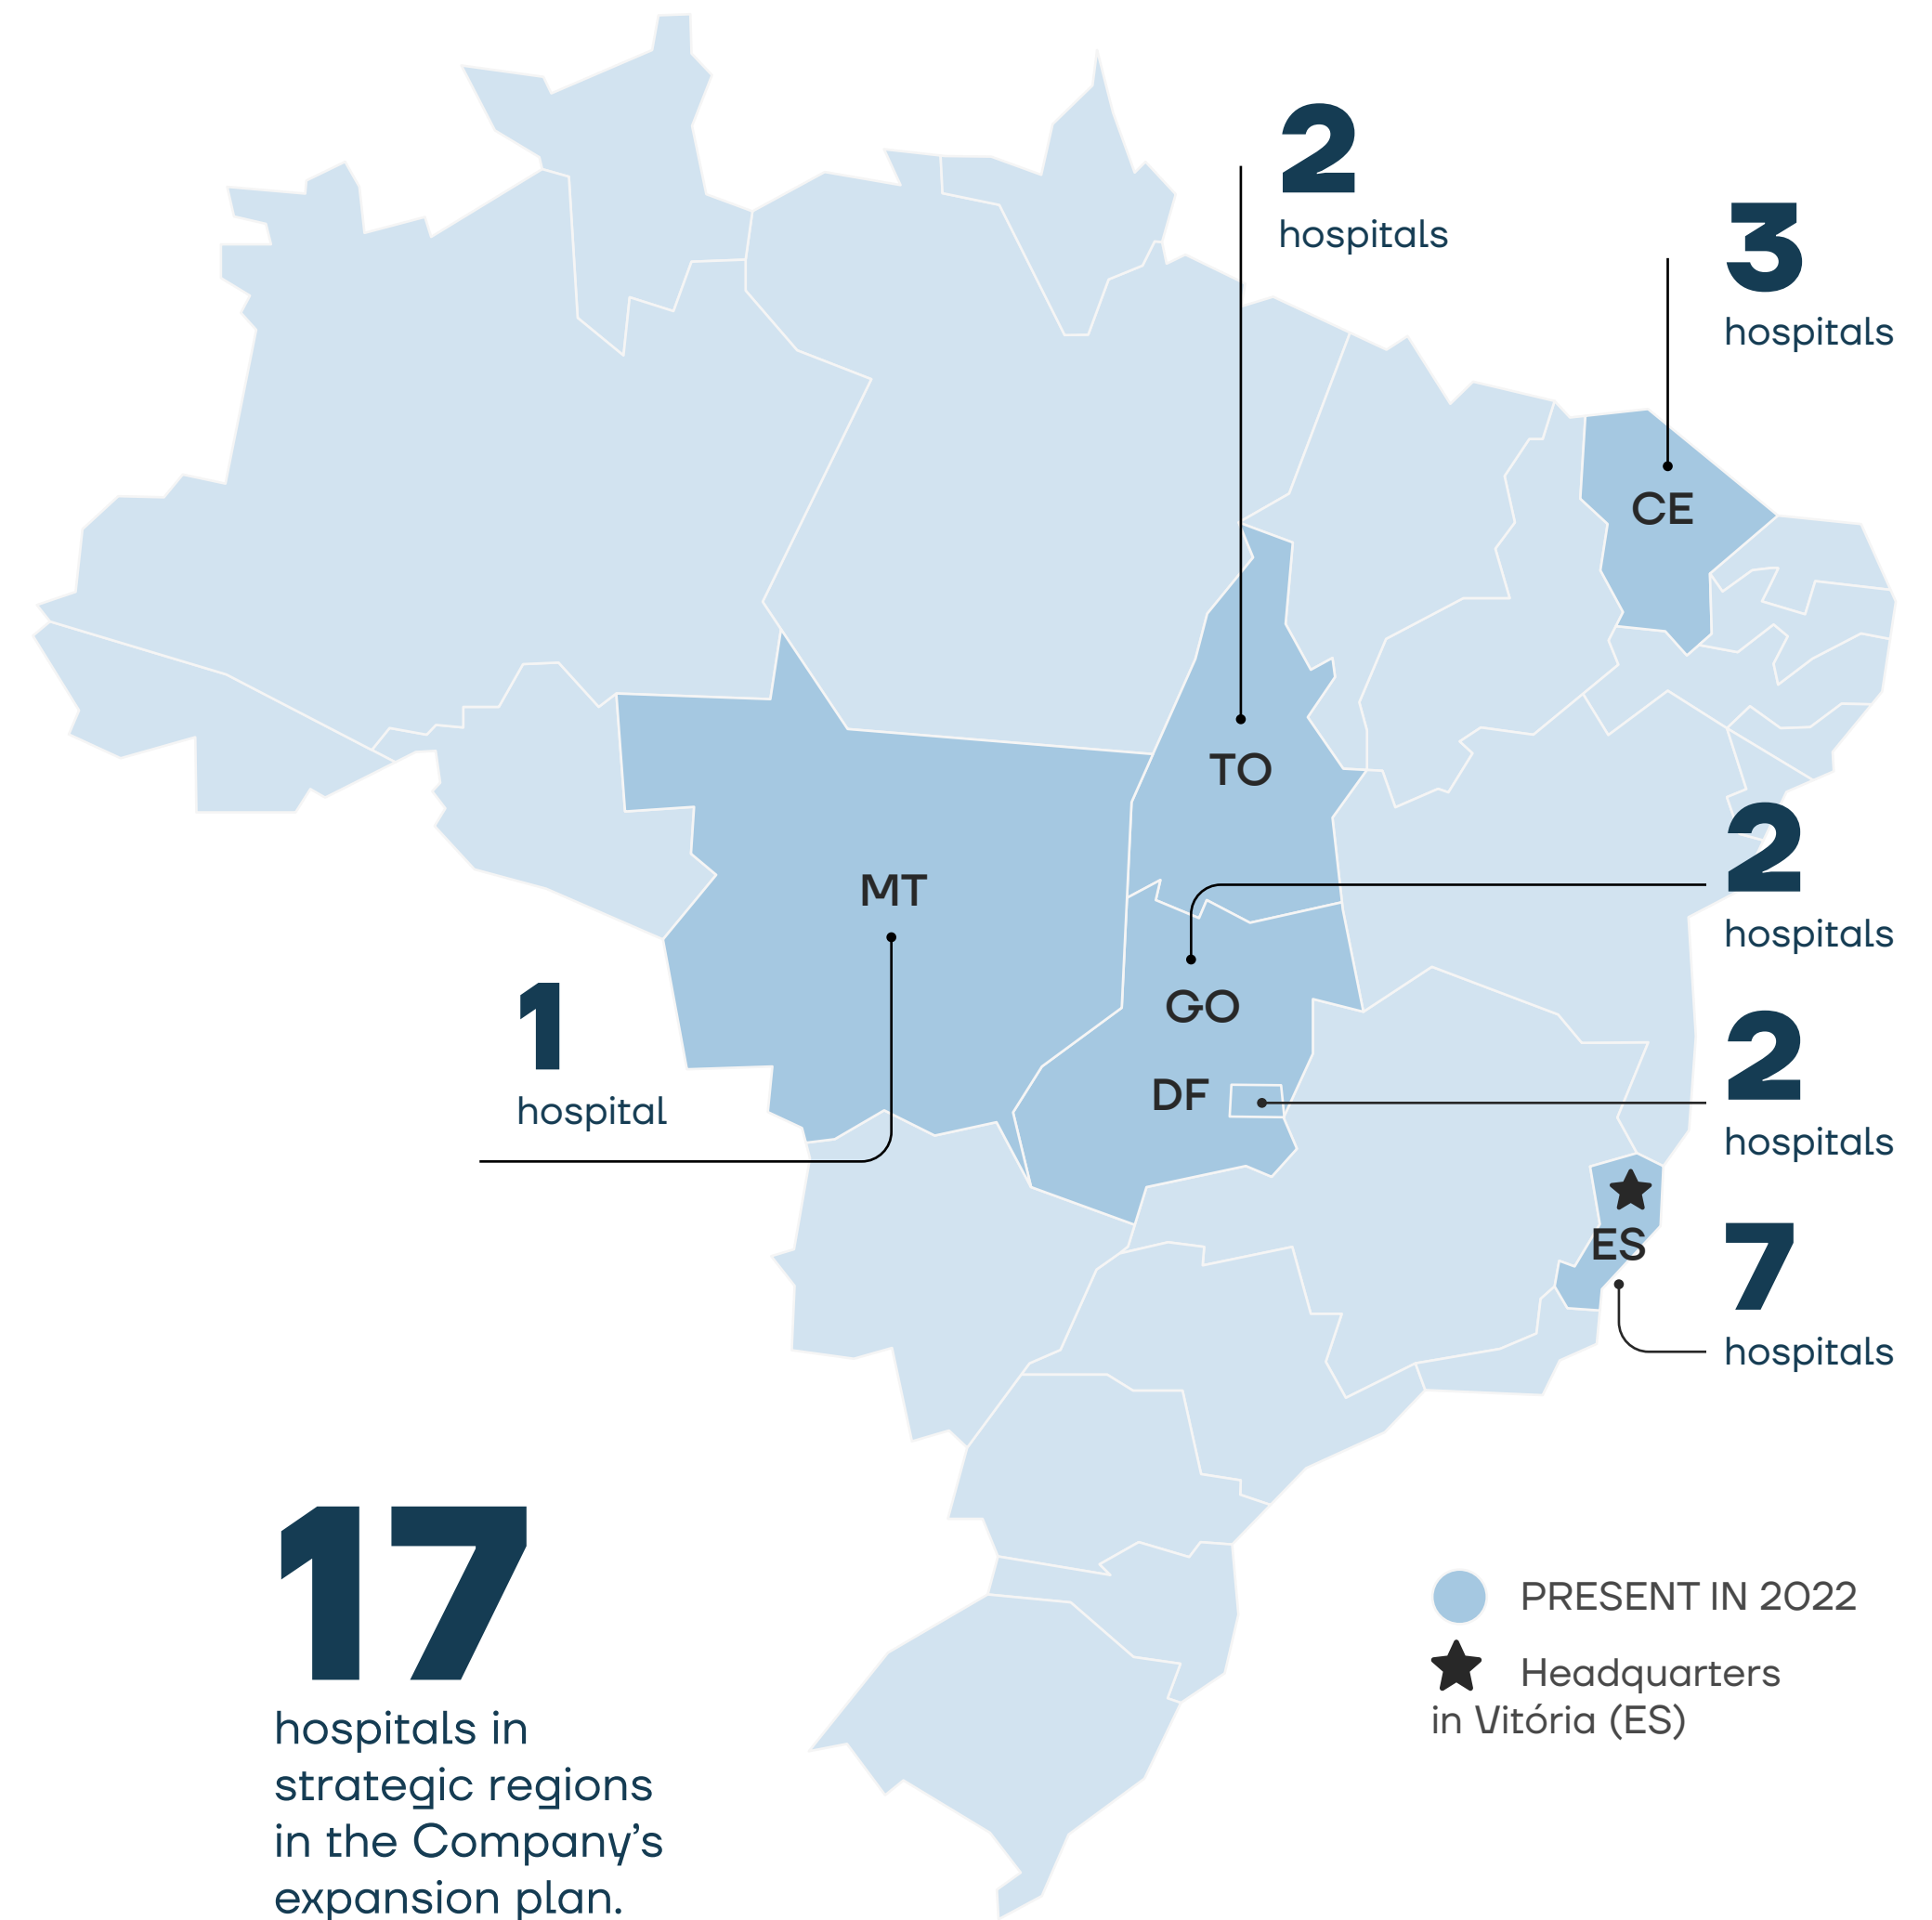 2
hospitals
3
hospitals
CE
TO
2
hospitals
MT
GO
1
hospital
DF
2
hospitals
ES
7
hospitals
17
hospitals in
strategic regions
in the Company’s
expansion plan.
PRESENT IN 2022
Headquarters
in Vitória (ES)